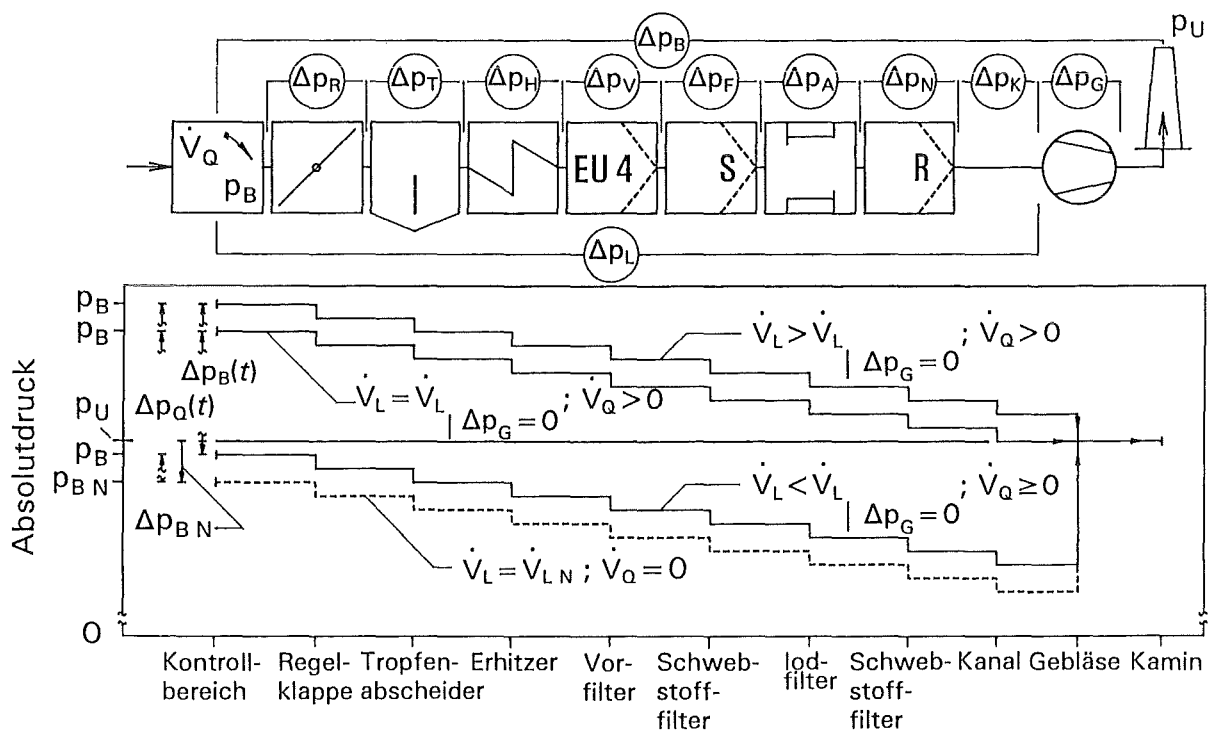 Δp_B
p_U
Δp_R Δp_T Δp_H Δp_V Δp_F Δp_A Δp_N Δp_K Δp_G
V̇_Q
p_B
EU 4
S
R
Δp_L
Absolutdruck
p_B
p_B
Δp_B(t)
Δp_Q(t)
p_U
p_B
p_B N
Δp_B N
0
V̇_L > V̇_L | Δp_G = 0 ; V̇_Q > 0
V̇_L = V̇_L | Δp_G = 0 ; V̇_Q > 0
V̇_L < V̇_L | Δp_G = 0 ; V̇_Q ≥ 0
V̇_L = V̇_L N ; V̇_Q = 0
Kontroll-
bereich
Regel-
klappe
Tropfen-
abscheider
Erhitzer
Vor-
filter
Schweb-
stoff-
filter
Iod-
filter
Schweb-
stoff-
filter
Kanal
Gebläse
Kamin